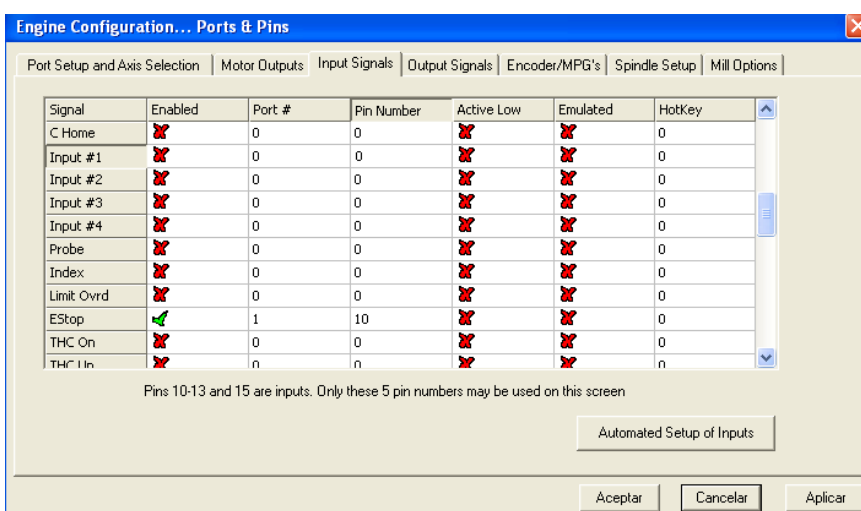 Engine Configuration... Ports & Pins
Port Setup and Axis Selection Motor Outputs Input Signals Output Signals Encoder/MPG's Spindle Setup Mill Options
Signal Enabled Port # Pin Number Active Low Emulated HotKey
C Home 0 0 0
Input #1 0 0 0
Input #2 0 0 0
Input #3 0 0 0
Input #4 0 0 0
Probe 0 0 0
Index 0 0 0
Limit Ovrd 0 0 0
EStop 1 10 0
THC On 0 0 0
THC Up 0 0 0
Pins 10-13 and 15 are inputs. Only these 5 pin numbers may be used on this screen
Automated Setup of Inputs
Aceptar Cancelar Aplicar